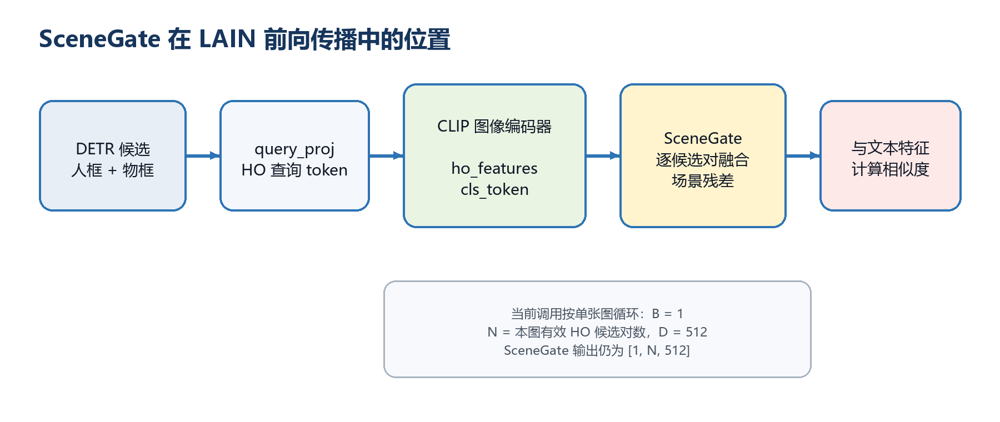 SceneGate 在 LAIN 前向传播中的位置
DETR 候选
人框 + 物框
query_proj
HO 查询 token
CLIP 图像编码器
ho_features
cls_token
SceneGate
逐候选对融合
场景残差
与文本特征
计算相似度
当前调用按单张图循环：B = 1
N = 本图有效 HO 候选对数，D = 512
SceneGate 输出仍为 [1, N, 512]